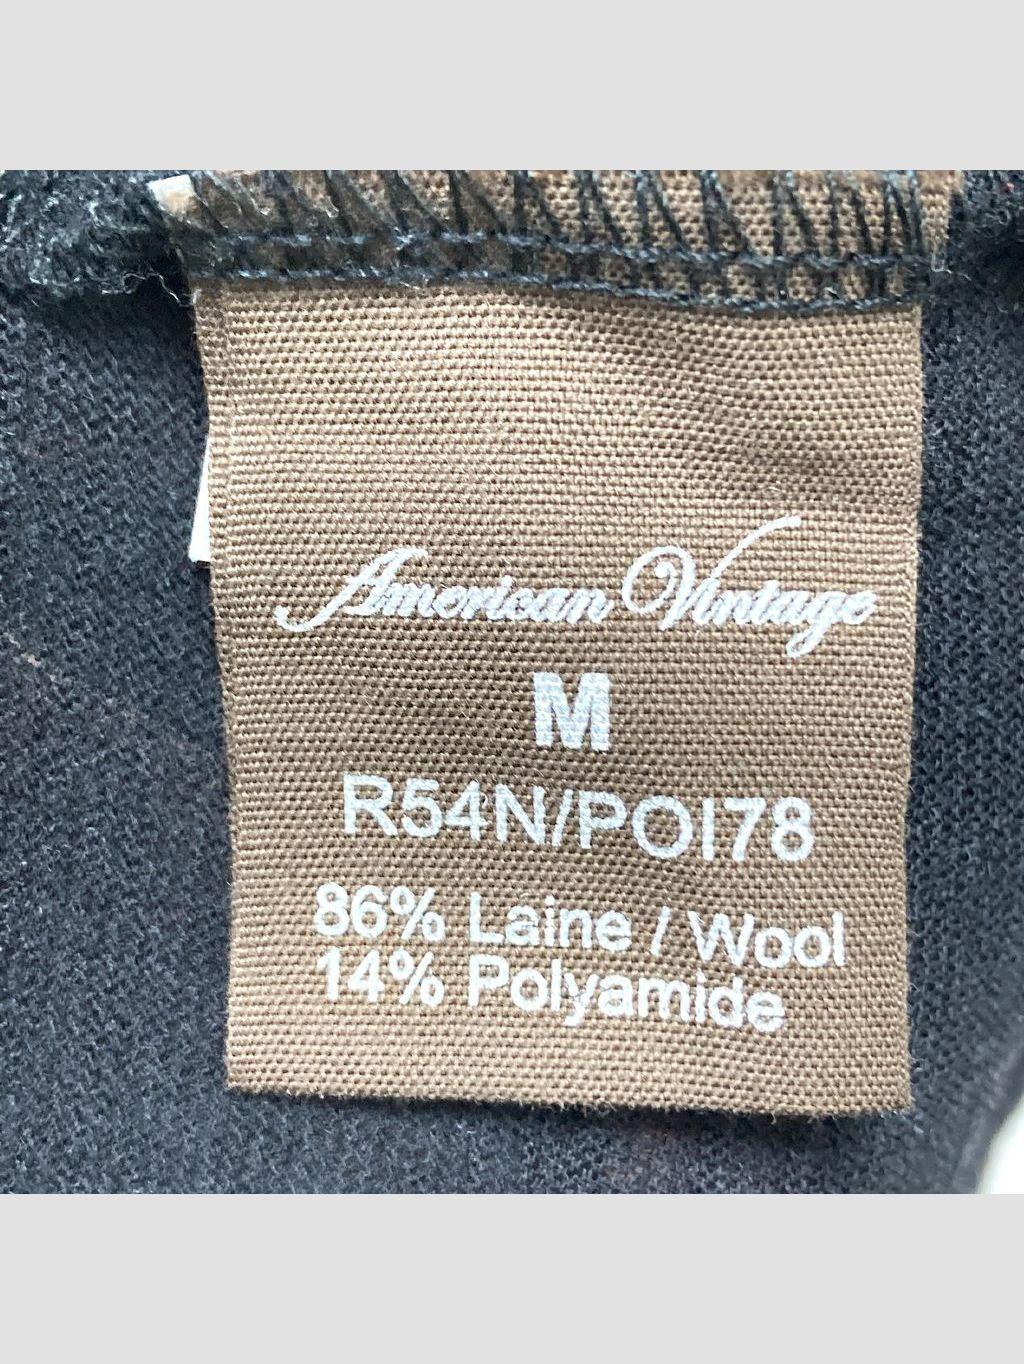 American Vintage
M
R54N/POI78
86% Laine / Wool
14% Polyamide